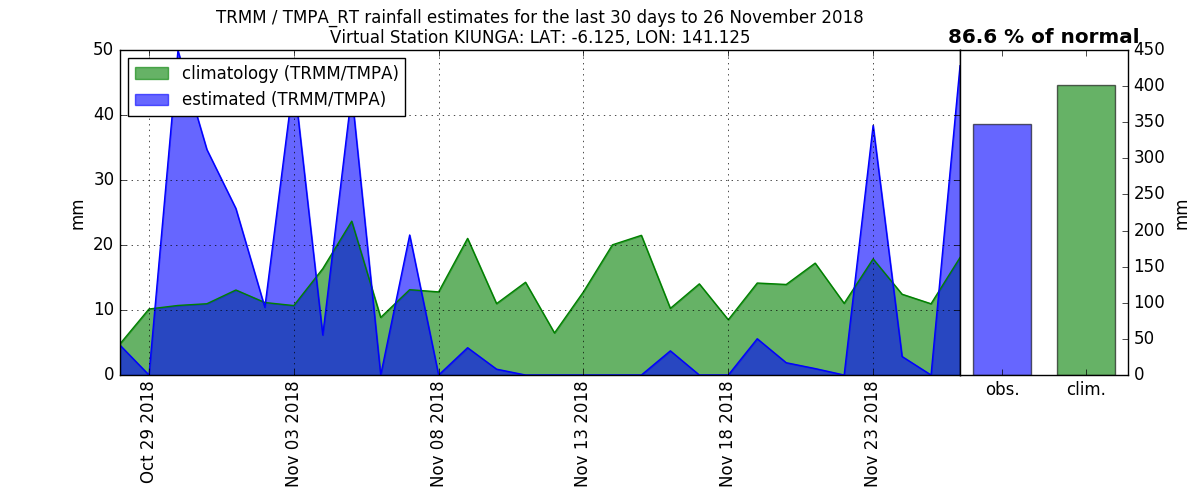 TRMM / TMPA_RT rainfall estimates for the last 30 days to 26 November 2018
Virtual Station KIUNGA: LAT: -6.125, LON: 141.125
86.6 % of normal
climatology (TRMM/TMPA)
estimated (TRMM/TMPA)
mm
50
40
30
20
10
0
Oct 29 2018
Nov 03 2018
Nov 08 2018
Nov 13 2018
Nov 18 2018
Nov 23 2018
450
400
350
300
250
200
150
100
50
0
mm
obs.
clim.